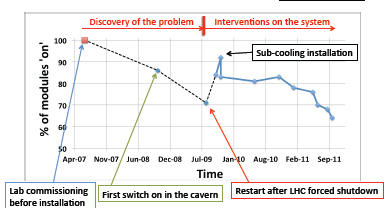 Discovery of the problem
Interventions on the system
Sub-cooling installation
% of modules 'on'
100
90
80
70
60
50
Apr-07 Nov-07 Jun-08 Dec-08 Jul-09 Jan-10 Aug-10 Feb-11 Sep-11
Time
Lab commissioning
before installation
First switch on in the cavern
Restart after LHC forced shutdown